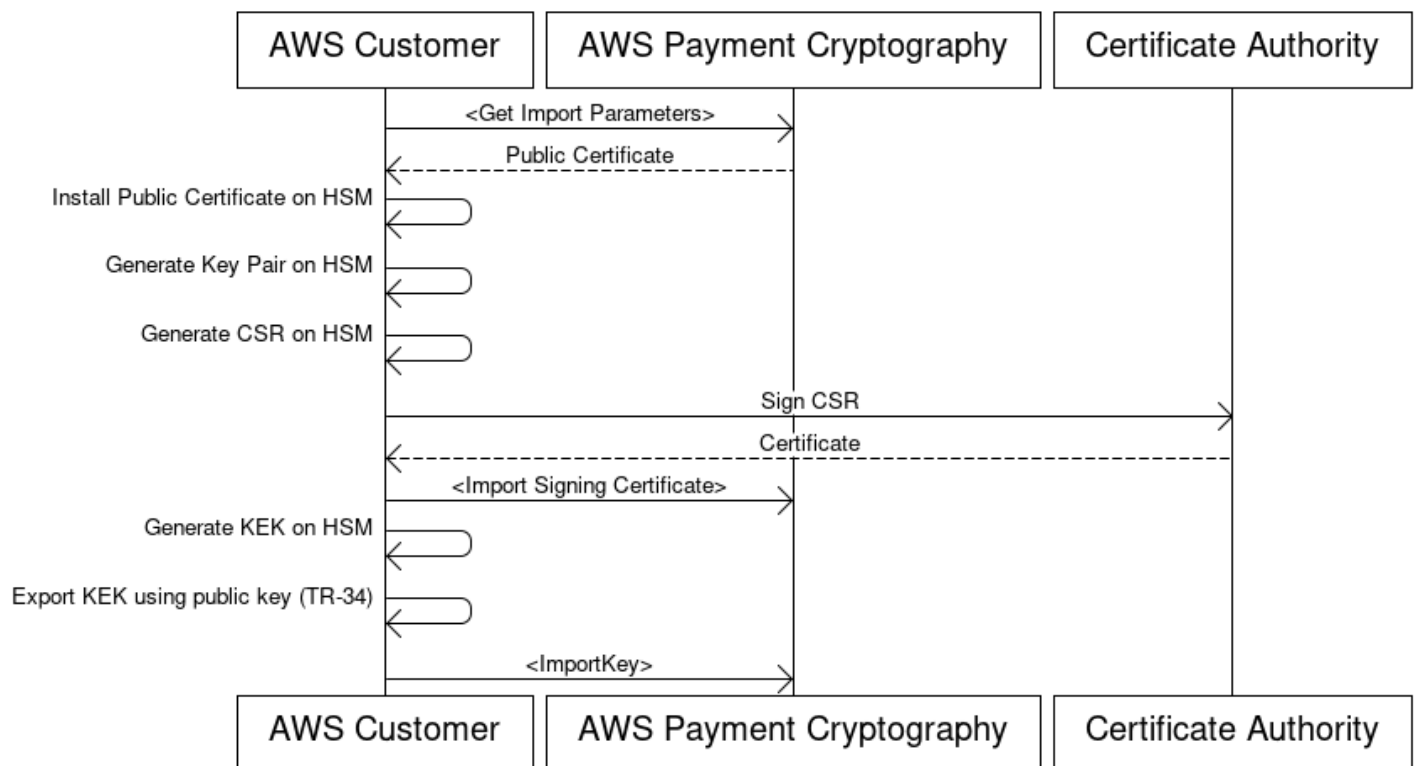 AWS Customer
AWS Payment Cryptography
Certificate Authority
<Get Import Parameters>
Public Certificate
Install Public Certificate on HSM
Generate Key Pair on HSM
Generate CSR on HSM
Sign CSR
Certificate
<Import Signing Certificate>
Generate KEK on HSM
Export KEK using public key (TR-34)
<ImportKey>
AWS Customer
AWS Payment Cryptography
Certificate Authority